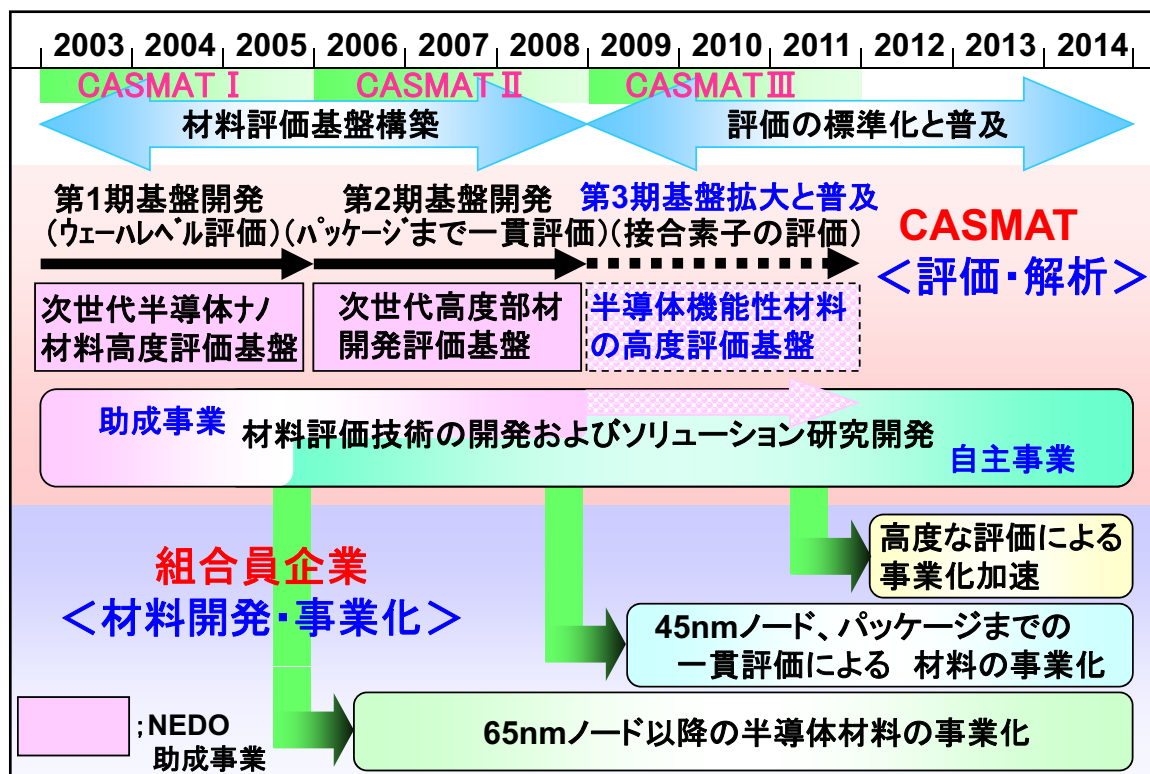 2003 2004 2005 2006 2007 2008 2009 2010 2011 2012 2013 2014
CASMATⅠ CASMATⅡ CASMATⅢ
材料評価基盤構築 評価の標準化と普及
第1期基盤開発
(ウェーハレベル評価)
第2期基盤開発
(パッケージまで一貫評価)
第3期基盤拡大と普及
(接合素子の評価)
CASMAT
<評価・解析>
次世代半導体ナノ
材料高度評価基盤
次世代高度部材
開発評価基盤
半導体機能性材料
の高度評価基盤
助成事業
材料評価技術の開発およびソリューション研究開発
自主事業
組合員企業
<材料開発・事業化>
高度な評価による
事業化加速
45nmノード、パッケージまでの
一貫評価による 材料の事業化
65nmノード以降の半導体材料の事業化
;NEDO
助成事業